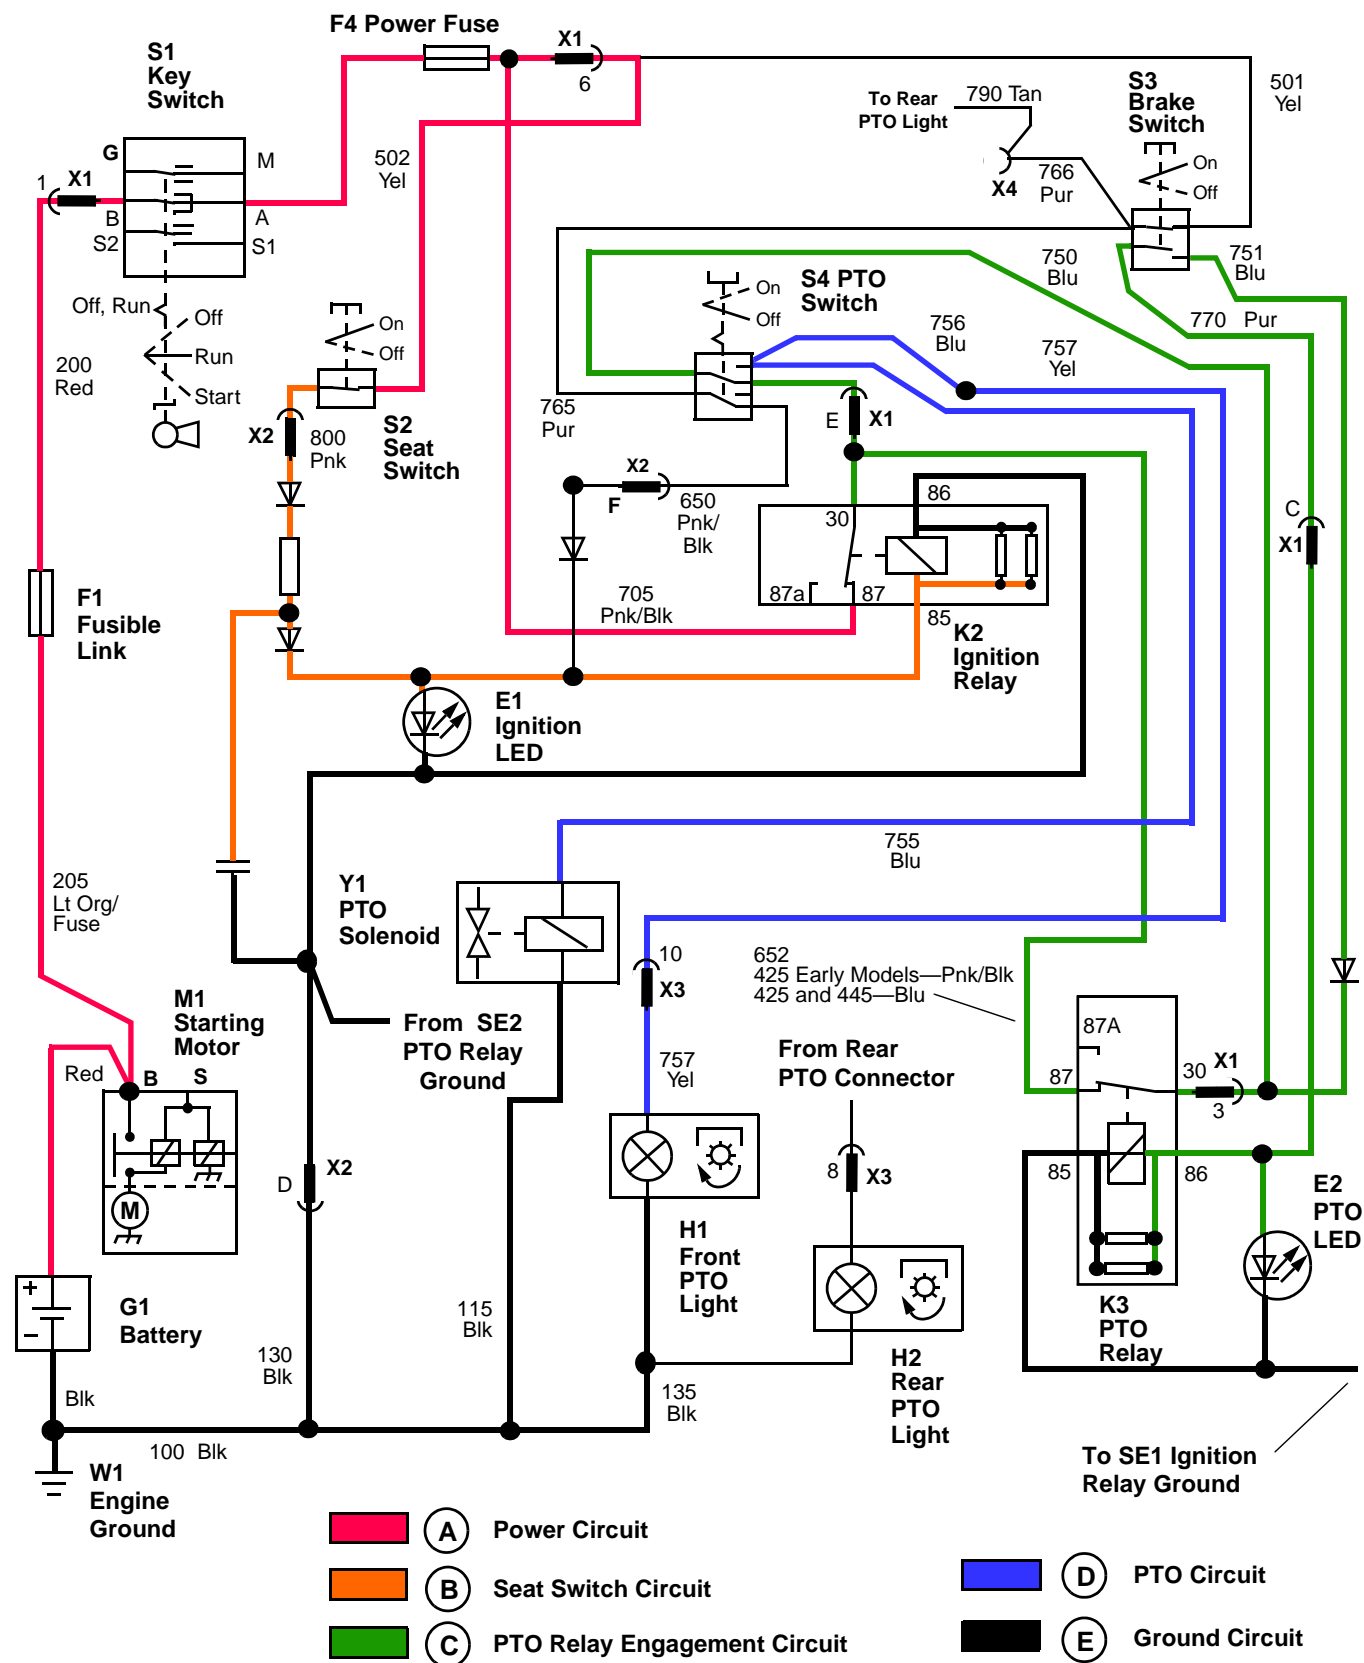 F4 Power Fuse
S1
Key
Switch
X1
6
501
Yel
S3
Brake
Switch
790 Tan
To Rear
PTO Light
On
Off
X4
766
Pur
502
Yel
G
M
1
X1
B
A
S2
S1
Off, Run
Off
Run
Start
200
Red
On
Off
S2
Seat
Switch
X2
800
Pnk
S4 PTO
Switch
On
Off
750
Blu
751
Blu
770 Pur
756
Blu
757
Yel
765
Pur
E
X1
X2
F
650
Pnk/
Blk
86
30
87a
87
85
K2
Ignition
Relay
C
X1
705
Pnk/Blk
F1
Fusible
Link
E1
Ignition
LED
755
Blu
205
Lt Org/
Fuse
Y1
PTO
Solenoid
10
X3
652
425 Early Models—Pnk/Blk
425 and 445—Blu
M1
Starting
Motor
From SE2
PTO Relay
Ground
From Rear
PTO Connector
757
Yel
87A
87
30
X1
3
Red
B
S
M
85
86
E2
PTO
LED
X2
D
8
X3
H1
Front
PTO
Light
G1
Battery
+
–
115
Blk
K3
PTO
Relay
130
Blk
H2
Rear
PTO
Light
135
Blk
Blk
100 Blk
W1
Engine
Ground
To SE1 Ignition
Relay Ground
A Power Circuit
B Seat Switch Circuit
C PTO Relay Engagement Circuit
D PTO Circuit
E Ground Circuit